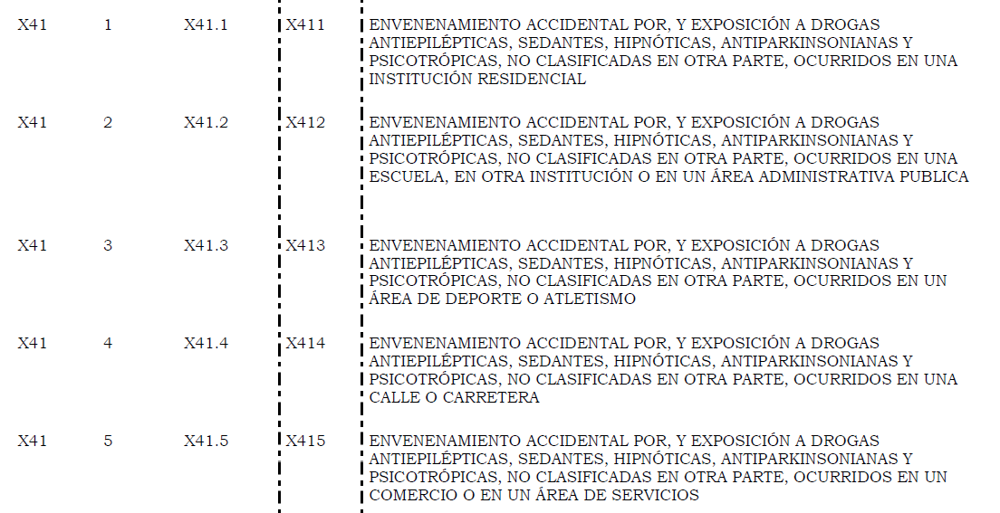 X41 1 X41.1 X411 ENVENENAMIENTO ACCIDENTAL POR, Y EXPOSICIÓN A DROGAS
ANTIEPILÉPTICAS, SEDANTES, HIPNÓTICAS, ANTIPARKINSONIANAS Y
PSICOTRÓPICAS, NO CLASIFICADAS EN OTRA PARTE, OCURRIDOS EN UNA
INSTITUCIÓN RESIDENCIAL
X41 2 X41.2 X412 ENVENENAMIENTO ACCIDENTAL POR, Y EXPOSICIÓN A DROGAS
ANTIEPILÉPTICAS, SEDANTES, HIPNÓTICAS, ANTIPARKINSONIANAS Y
PSICOTRÓPICAS, NO CLASIFICADAS EN OTRA PARTE, OCURRIDOS EN UNA
ESCUELA, EN OTRA INSTITUCIÓN O EN UN ÁREA ADMINISTRATIVA PUBLICA
X41 3 X41.3 X413 ENVENENAMIENTO ACCIDENTAL POR, Y EXPOSICIÓN A DROGAS
ANTIEPILÉPTICAS, SEDANTES, HIPNÓTICAS, ANTIPARKINSONIANAS Y
PSICOTRÓPICAS, NO CLASIFICADAS EN OTRA PARTE, OCURRIDOS EN UN
ÁREA DE DEPORTE O ATLETISMO
X41 4 X41.4 X414 ENVENENAMIENTO ACCIDENTAL POR, Y EXPOSICIÓN A DROGAS
ANTIEPILÉPTICAS, SEDANTES, HIPNÓTICAS, ANTIPARKINSONIANAS Y
PSICOTRÓPICAS, NO CLASIFICADAS EN OTRA PARTE, OCURRIDOS EN UNA
CALLE O CARRETERA
X41 5 X41.5 X415 ENVENENAMIENTO ACCIDENTAL POR, Y EXPOSICIÓN A DROGAS
ANTIEPILÉPTICAS, SEDANTES, HIPNÓTICAS, ANTIPARKINSONIANAS Y
PSICOTRÓPICAS, NO CLASIFICADAS EN OTRA PARTE, OCURRIDOS EN UN
COMERCIO O EN UN ÁREA DE SERVICIOS